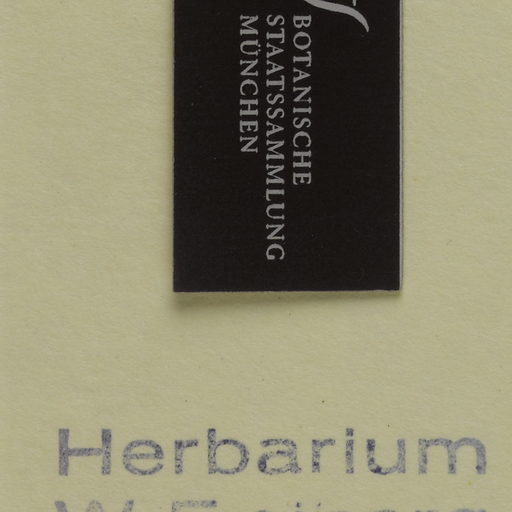 BOTANISCHE
STAATSSAMMLUNG
MÜNCHEN
Herbarium